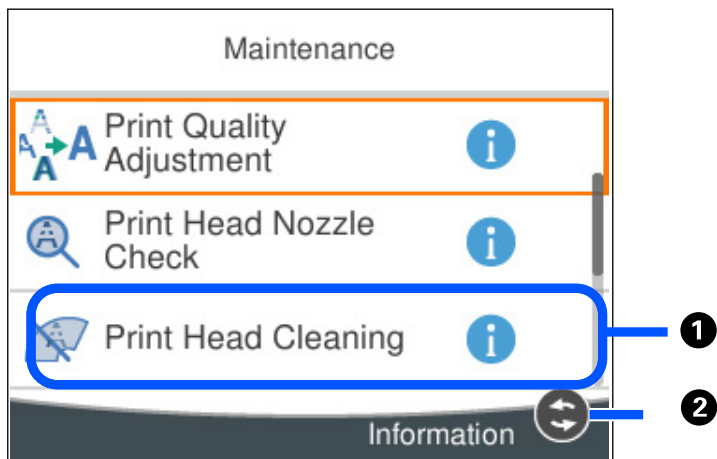 Maintenance
Print Quality
Adjustment
Print Head Nozzle
Check
Print Head Cleaning
1
2
Information